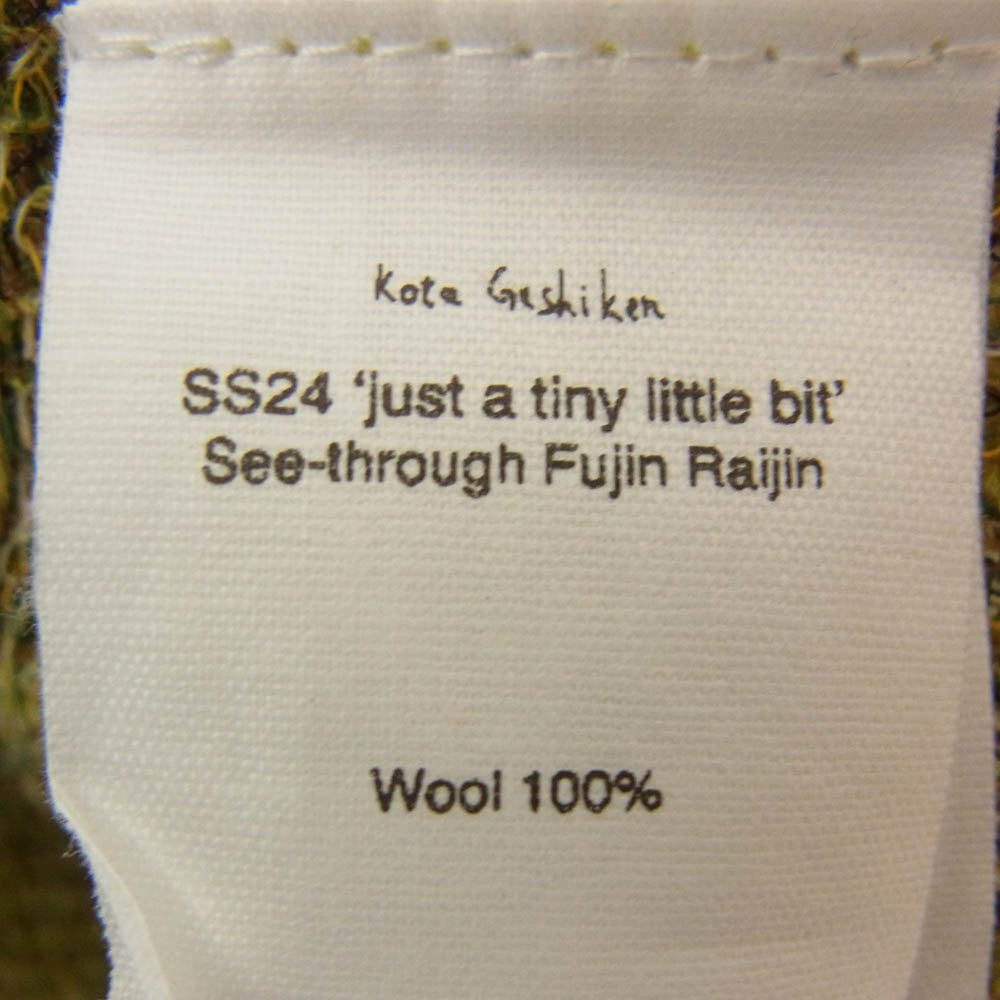 Kota Gushiken
SS24 ‘just a tiny little bit’
See-through Fujin Raijin
Wool 100%